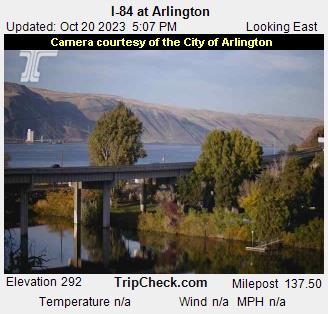 I-84 at Arlington
Updated: Oct 20 2023 5:07 PM Looking East
Camera courtesy of the City of Arlington
Elevation 292 TripCheck.com Milepost 137.50
Temperature n/a Wind n/a MPH n/a